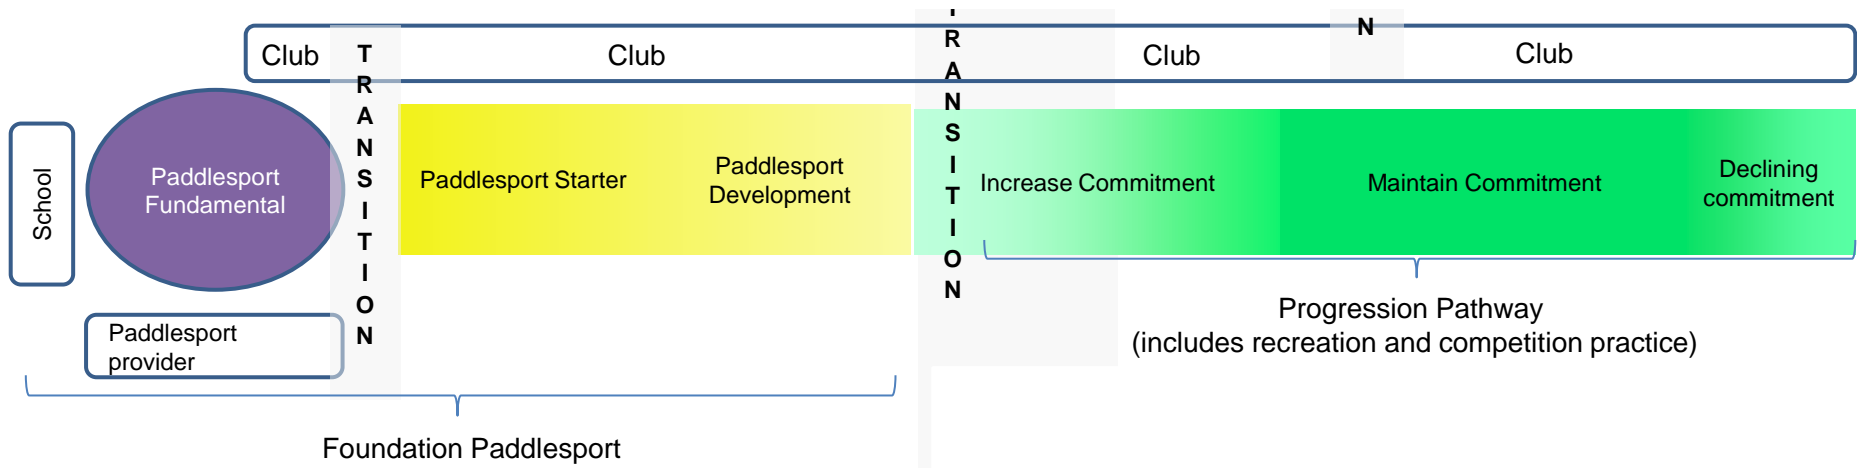 Club
Club
Club
Club
N
TRANSITION
TRANSITION
School
Paddlesport
Fundamental
Paddlesport Starter
Paddlesport
Development
Increase Commitment
Maintain Commitment
Declining
commitment
Paddlesport
provider
Progression Pathway
(includes recreation and competition practice)
Foundation Paddlesport